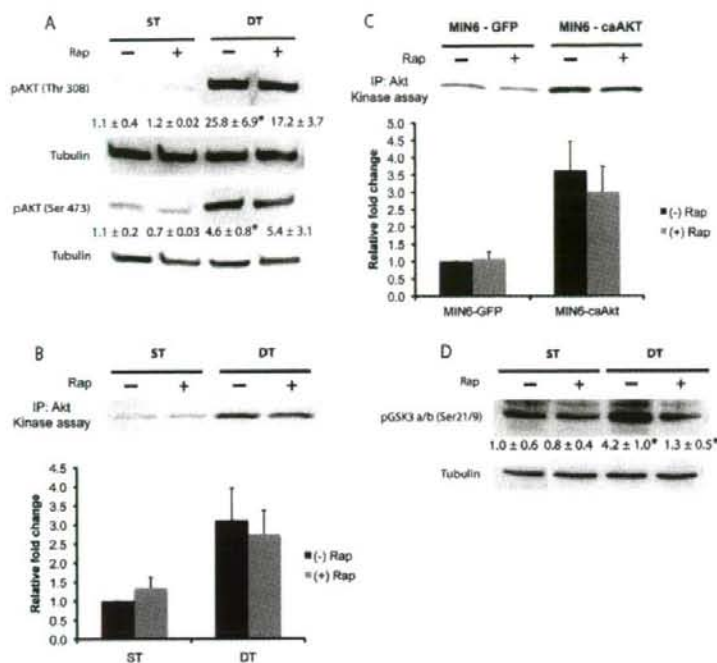 A
ST DT
Rap − + − +
pAKT (Thr 308)
1.1 ± 0.4 1.2 ± 0.02 25.8 ± 6.9* 17.2 ± 3.7
Tubulin
pAKT (Ser 473)
1.1 ± 0.2 0.7 ± 0.03 4.6 ± 0.8* 5.4 ± 3.1
Tubulin
B
ST DT
Rap − + − +
IP: Akt
Kinase assay
Relative fold change
4.5
4.0
3.5
3.0
2.5
2.0
1.5
1.0
0.5
0.0
ST DT
(-) Rap
(+) Rap
C
MIN6 - GFP MIN6 - caAKT
Rap − + − +
IP: Akt
Kinase assay
Relative fold change
5.0
4.5
4.0
3.5
3.0
2.5
2.0
1.5
1.0
0.5
0.0
MIN6-GFP MIN6-caAkt
(-) Rap
(+) Rap
D
ST DT
Rap − + − +
pGSK3 a/b (Ser21/9)
1.0 ± 0.6 0.8 ± 0.4 4.2 ± 1.0* 1.3 ± 0.5*
Tubulin